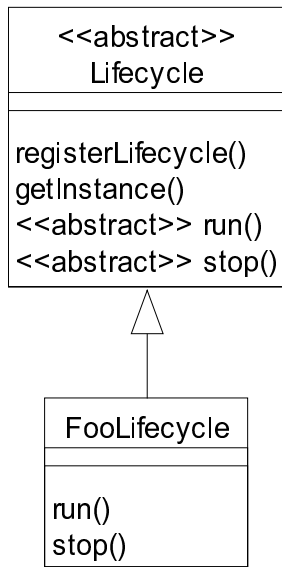 <<abstract>>
Lifecycle
registerLifecycle()
getInstance()
<<abstract>> run()
<<abstract>> stop()
FooLifecycle
run()
stop()